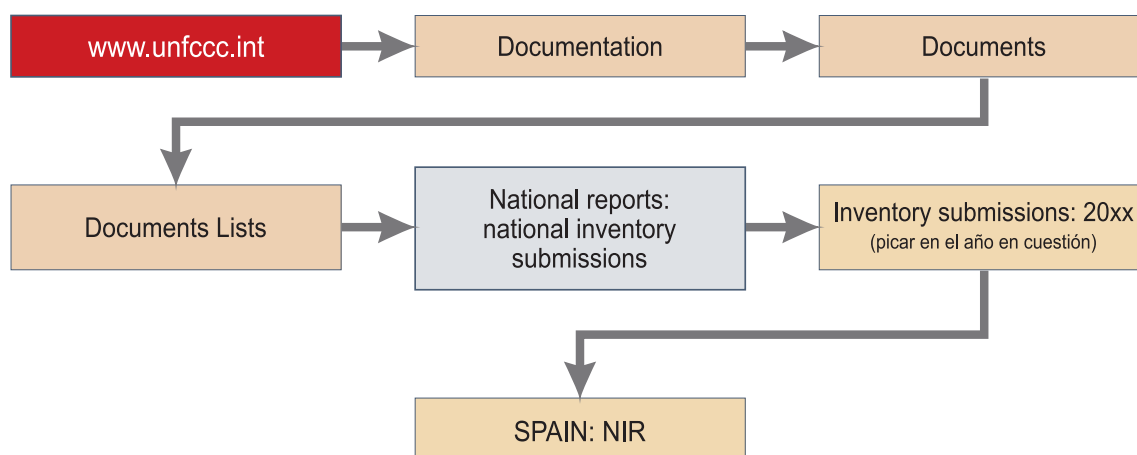 www.unfccc.int
Documentation
Documents
Documents Lists
National reports:
national inventory
submissions
Inventory submissions: 20xx
(picar en el año en cuestión)
SPAIN: NIR